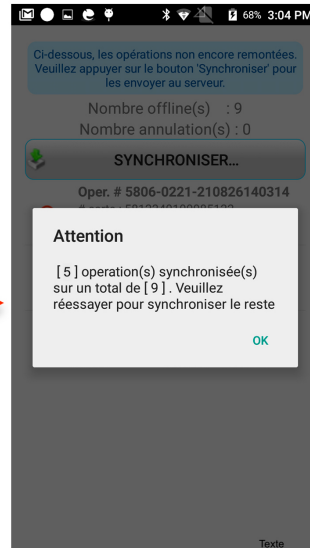 68% 3:04 PM
Ci-dessous, les opérations non encore remontées.
Veuillez appuyer sur le bouton 'Synchroniser' pour
les envoyer au serveur.
Nombre offline(s) : 9
Nombre annulation(s) : 0
SYNCHRONISER...
Oper. # 5806-0221-210826140314
Attention
[ 5 ] operation(s) synchronisée(s)
sur un total de [ 9 ] . Veuillez
réessayer pour synchroniser le reste
OK
Texte